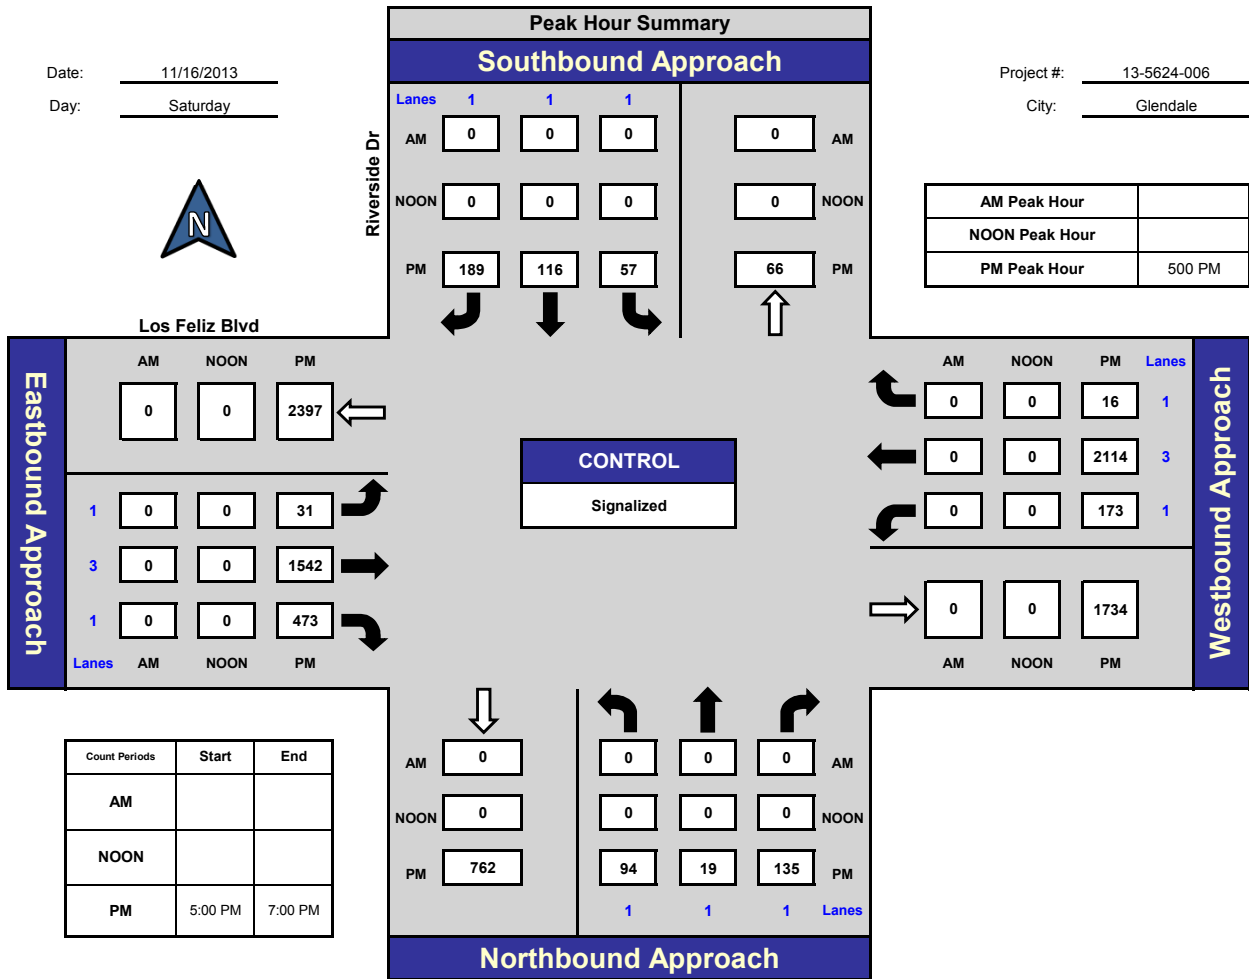 Peak Hour Summary
Southbound Approach
Date: 11/16/2013
Day: Saturday
Project #: 13-5624-006
City: Glendale
N
Riverside Dr
Lanes 1 1 1
AM 0 0 0 0 AM
NOON 0 0 0 0 NOON
PM 189 116 57 66 PM
AM Peak Hour
NOON Peak Hour
PM Peak Hour 500 PM
Los Feliz Blvd
Eastbound Approach
AM NOON PM
0 0 2397
1 0 0 31
3 0 0 1542
1 0 0 473
Lanes AM NOON PM
CONTROL
Signalized
AM NOON PM Lanes
0 0 16 1
0 0 2114 3
0 0 173 1
0 0 1734
AM NOON PM
Westbound Approach
Count Periods Start End
AM
NOON
PM 5:00 PM 7:00 PM
AM 0 0 0 0 AM
NOON 0 0 0 0 NOON
PM 762 94 19 135 PM
1 1 1 Lanes
Northbound Approach